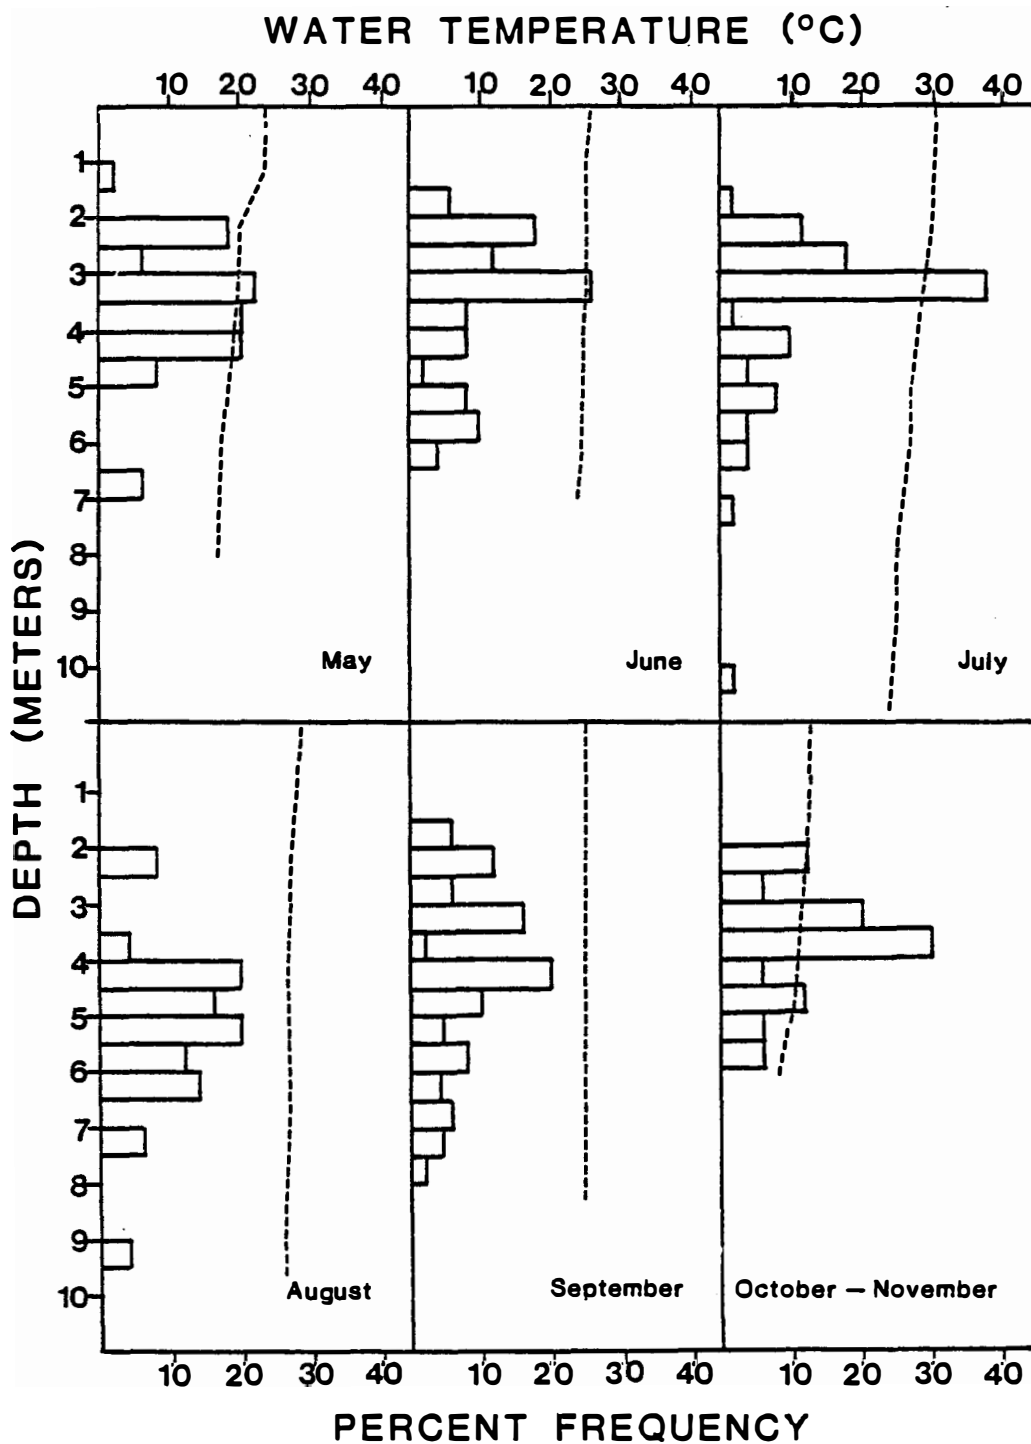 WATER TEMPERATURE (°C)
10 20 30 40 10 20 30 40 10 20 30 40
1
2
3
4
5
6
7
8
9
10
May June July
DEPTH (METERS)
1
2
3
4
5
6
7
8
9
10
August September October – November
10 20 30 40 10 20 30 40 10 20 30 40
PERCENT FREQUENCY